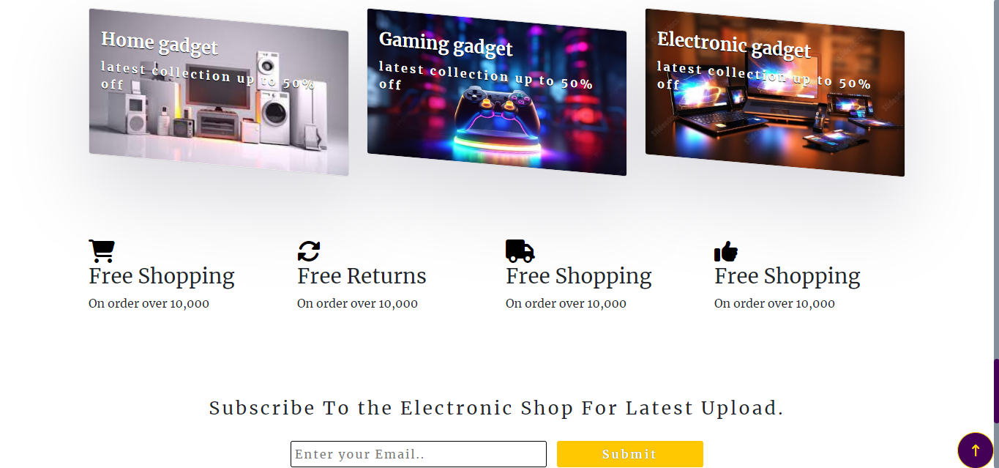 Home gadget
latest collection up to 50%
off
Gaming gadget
latest collection up to 50%
off
Electronic gadget
latest collection up to 50%
off
Free Shopping
On order over 10,000
Free Returns
On order over 10,000
Free Shopping
On order over 10,000
Free Shopping
On order over 10,000
Subscribe To the Electronic Shop For Latest Upload.
Enter your Email..
Submit